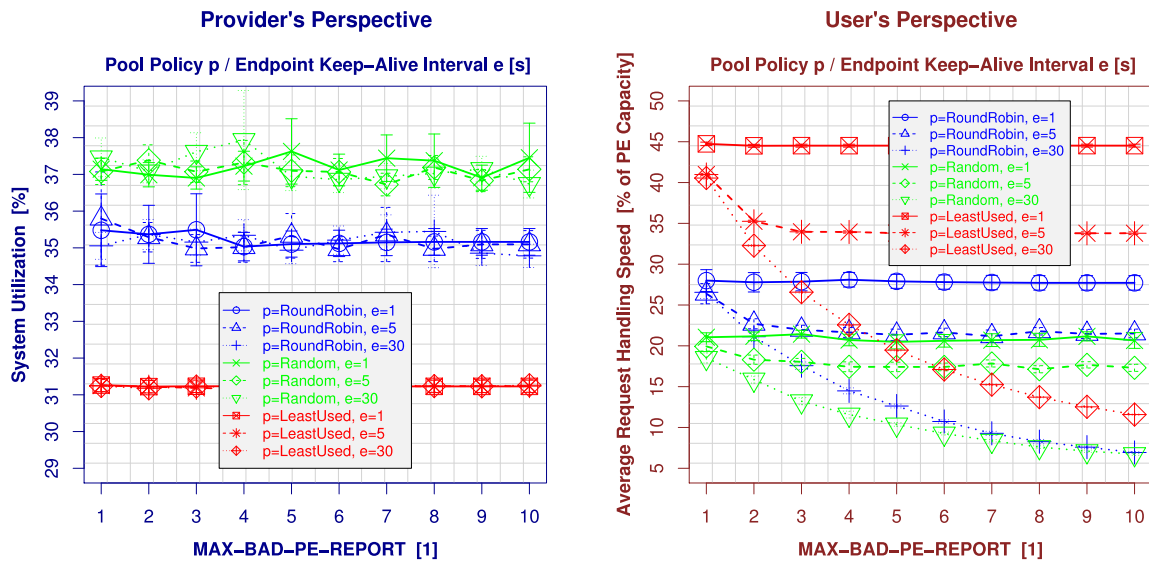 Provider's Perspective
Pool Policy p / Endpoint Keep−Alive Interval e [s]
System Utilization [%]
39
38
37
36
35
34
33
32
31
30
29
p=RoundRobin, e=1
p=RoundRobin, e=5
p=RoundRobin, e=30
p=Random, e=1
p=Random, e=5
p=Random, e=30
p=LeastUsed, e=1
p=LeastUsed, e=5
p=LeastUsed, e=30
1 2 3 4 5 6 7 8 9 10
MAX−BAD−PE−REPORT [1]
User's Perspective
Pool Policy p / Endpoint Keep−Alive Interval e [s]
Average Request Handling Speed [% of PE Capacity]
50
45
40
35
30
25
20
15
10
5
p=RoundRobin, e=1
p=RoundRobin, e=5
p=RoundRobin, e=30
p=Random, e=1
p=Random, e=5
p=Random, e=30
p=LeastUsed, e=1
p=LeastUsed, e=5
p=LeastUsed, e=30
1 2 3 4 5 6 7 8 9 10
MAX−BAD−PE−REPORT [1]